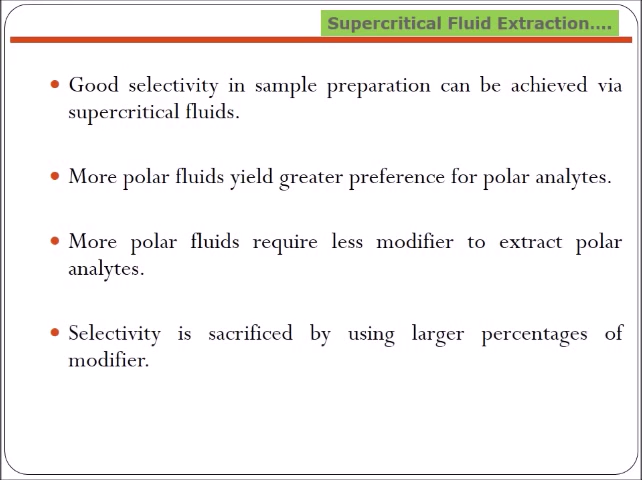 Supercritical Fluid Extraction....
• Good selectivity in sample preparation can be achieved via
supercritical fluids.
• More polar fluids yield greater preference for polar analytes.
• More polar fluids require less modifier to extract polar
analytes.
• Selectivity is sacrificed by using larger percentages of
modifier.